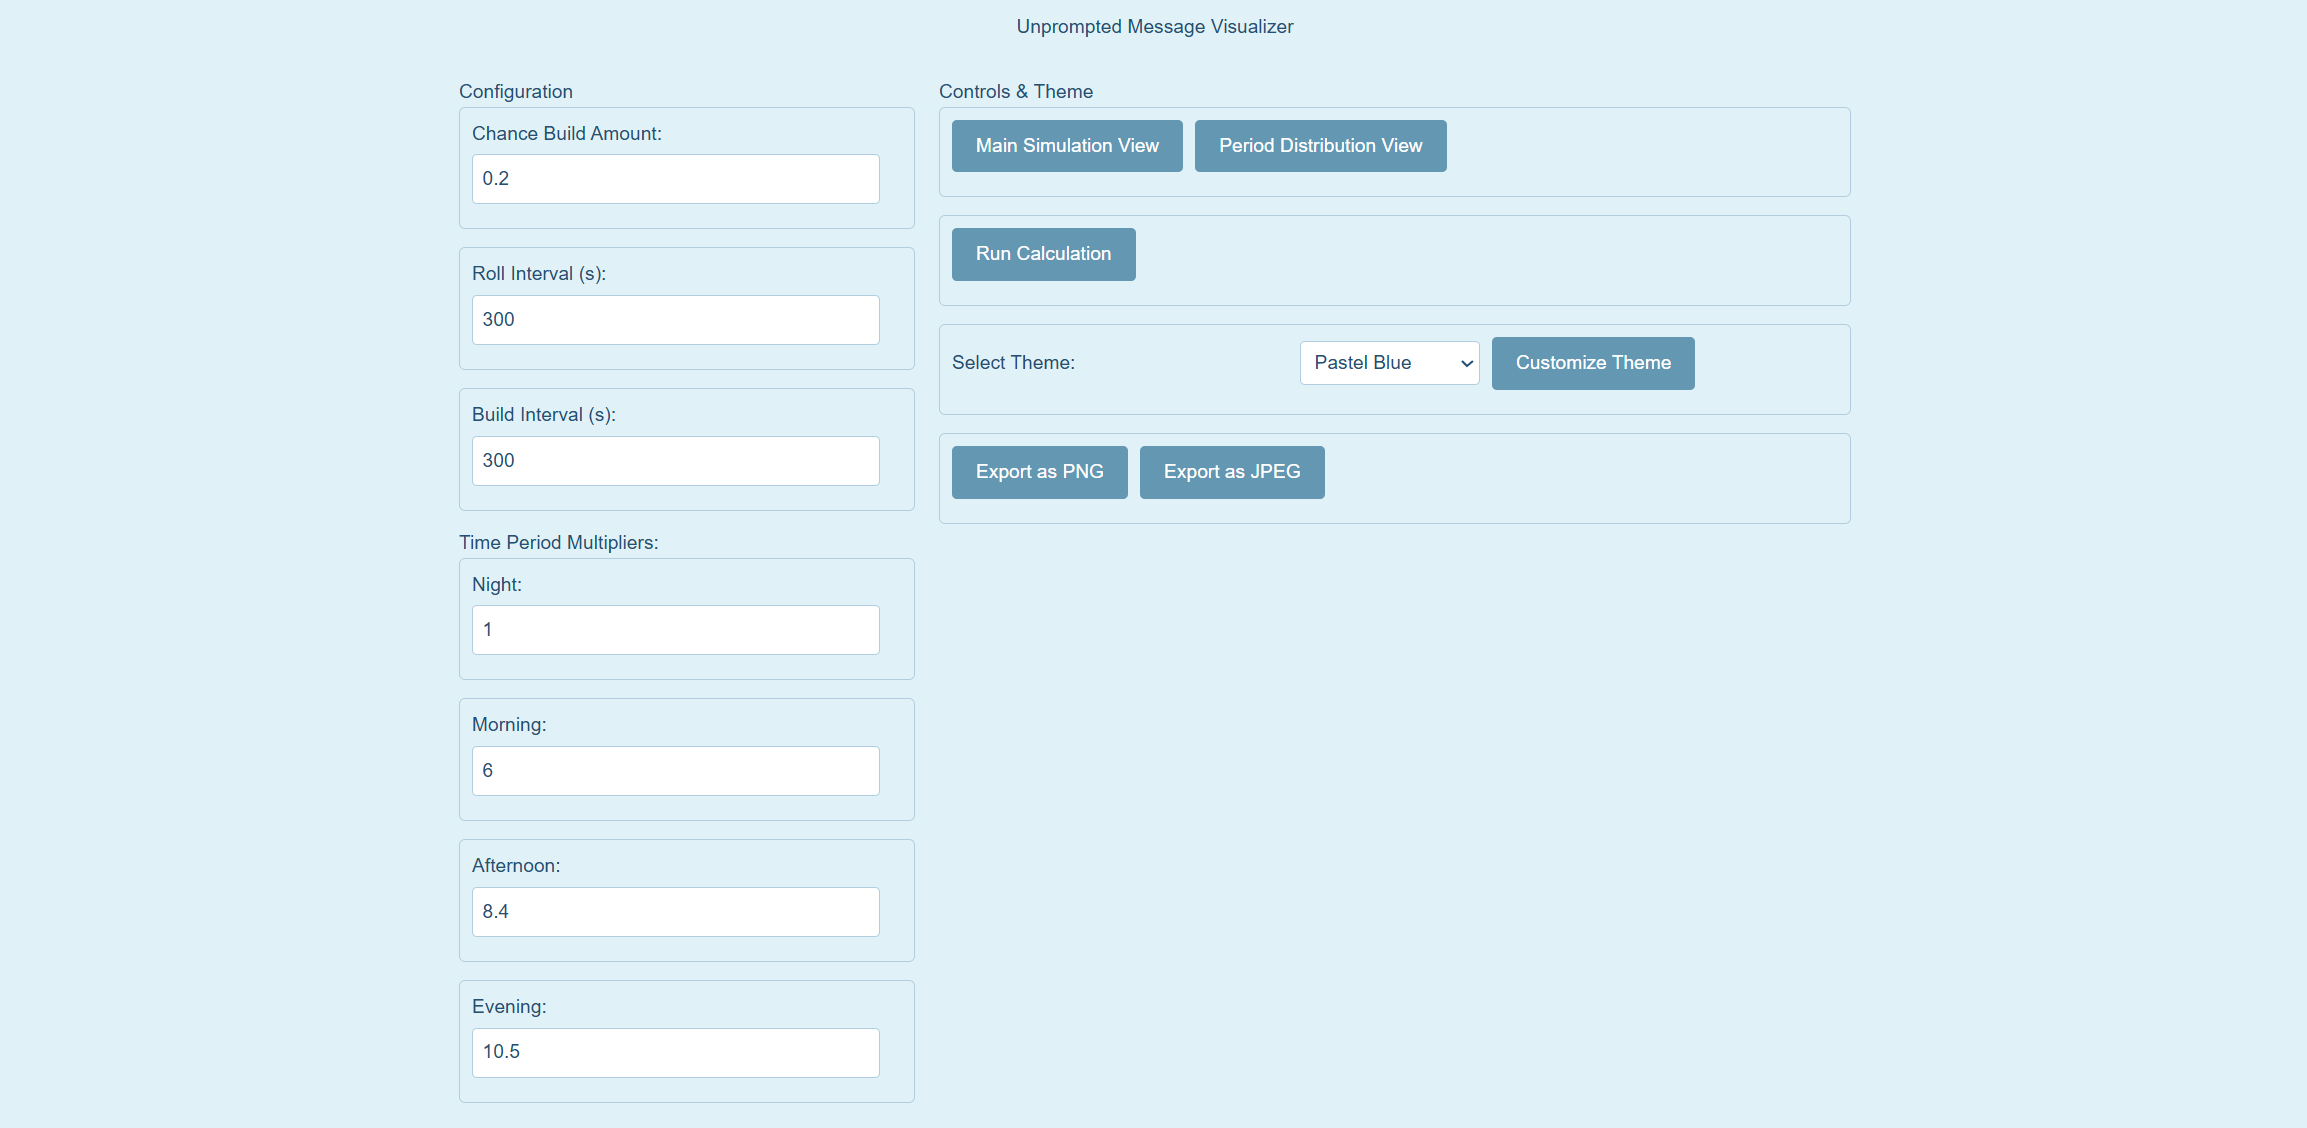 Unprompted Message Visualizer
Configuration
Chance Build Amount:
0.2
Roll Interval (s):
300
Build Interval (s):
300
Time Period Multipliers:
Night:
1
Morning:
6
Afternoon:
8.4
Evening:
10.5
Controls & Theme
Main Simulation View
Period Distribution View
Run Calculation
Select Theme:
Pastel Blue
Customize Theme
Export as PNG
Export as JPEG